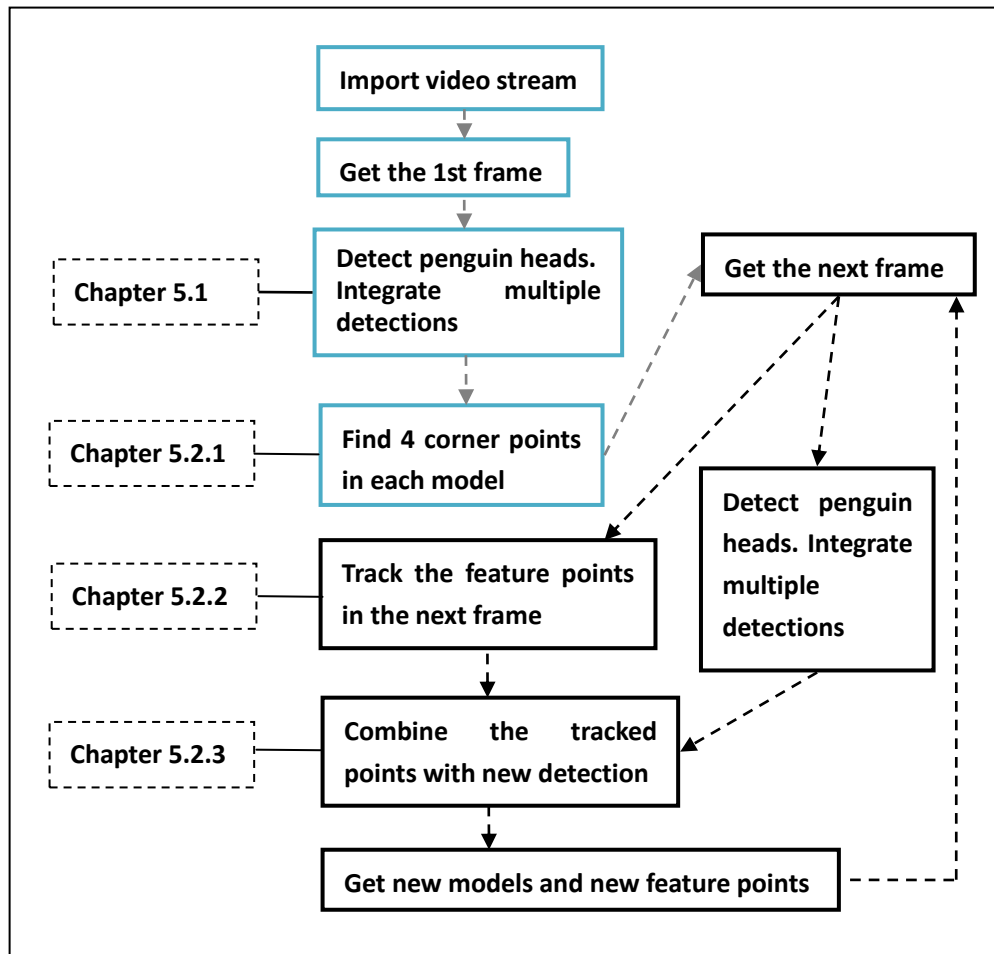 Import video stream
Get the 1st frame
Detect penguin heads.
Integrate multiple
detections
Chapter 5.1
Get the next frame
Find 4 corner points
in each model
Chapter 5.2.1
Detect penguin
heads. Integrate
multiple
detections
Track the feature points
in the next frame
Chapter 5.2.2
Combine the tracked
points with new detection
Chapter 5.2.3
Get new models and new feature points